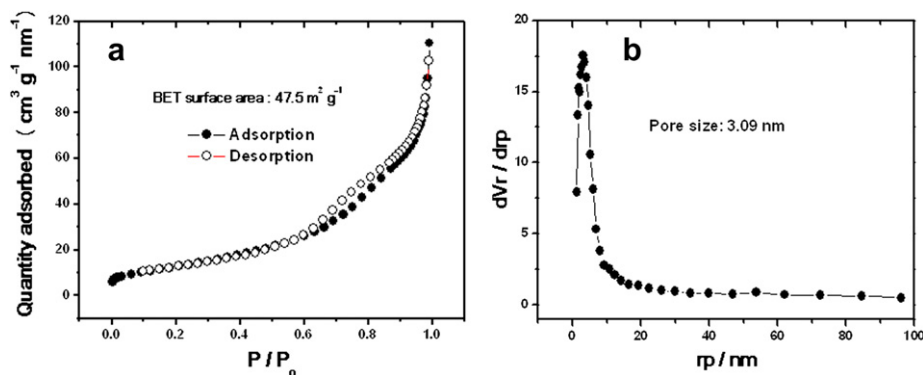 a
BET surface area : 47.5 m² g⁻¹
Adsorption
Desorption
Quantity adsorbed ( cm³ g⁻¹ nm⁻¹)
120
100
80
60
40
20
0
0.0 0.2 0.4 0.6 0.8 1.0
P / P₀
b
Pore size: 3.09 nm
dVr / drp
20
15
10
5
0
0 20 40 60 80 100
rp / nm